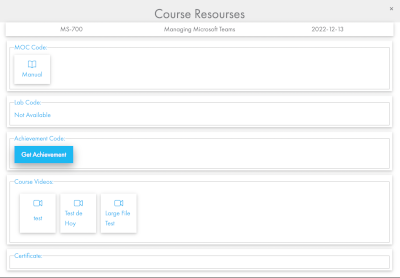 Course Resourses
×
MS-700 Managing Microsoft Teams 2022-12-13
MOC Code:
Manual
Lab Code:
Not Available
Achievement Code:
Get Achievement
Course Videos:
test
Test de
Hoy
Large File
Test
Certificate: